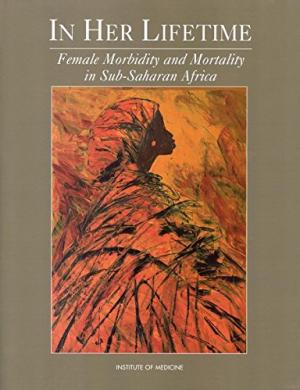 IN HER LIFETIME
Female Morbidity and Mortality
in Sub-Saharan Africa
INSTITUTE OF MEDICINE